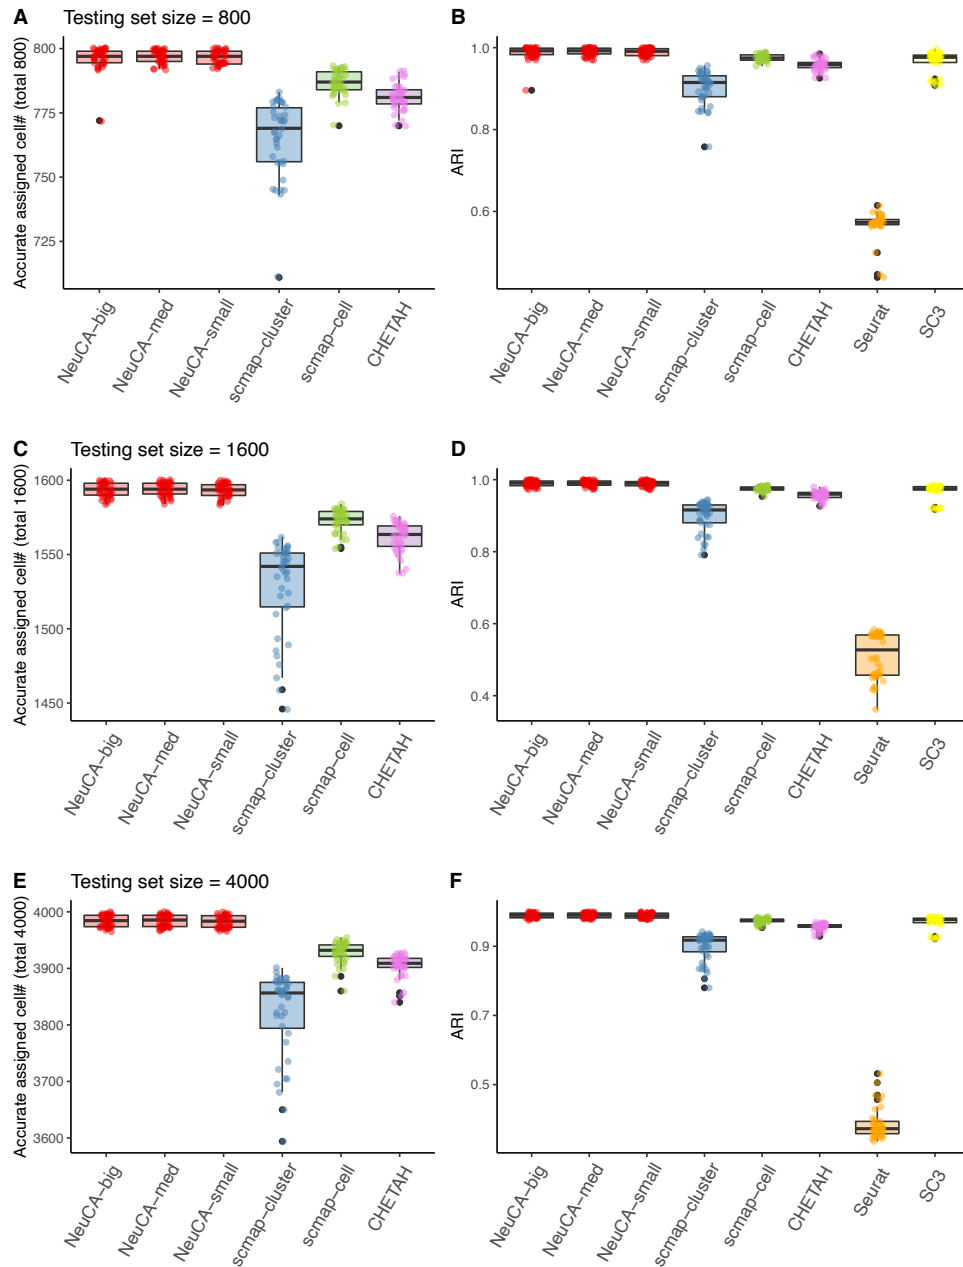 A
Testing set size = 800
Accurate assigned cell# (total 800)
800
775
750
725
NeuCA−big
NeuCA−med
NeuCA−small
scmap−cluster
scmap−cell
CHETAH
B
ARI
1.0
0.8
0.6
NeuCA−big
NeuCA−med
NeuCA−small
scmap−cluster
scmap−cell
CHETAH
Seurat
SC3
C
Testing set size = 1600
Accurate assigned cell# (total 1600)
1600
1550
1500
1450
NeuCA−big
NeuCA−med
NeuCA−small
scmap−cluster
scmap−cell
CHETAH
D
ARI
1.0
0.8
0.6
0.4
NeuCA−big
NeuCA−med
NeuCA−small
scmap−cluster
scmap−cell
CHETAH
Seurat
SC3
E
Testing set size = 4000
Accurate assigned cell# (total 4000)
4000
3900
3800
3700
3600
NeuCA−big
NeuCA−med
NeuCA−small
scmap−cluster
scmap−cell
CHETAH
F
ARI
0.9
0.7
0.5
NeuCA−big
NeuCA−med
NeuCA−small
scmap−cluster
scmap−cell
CHETAH
Seurat
SC3